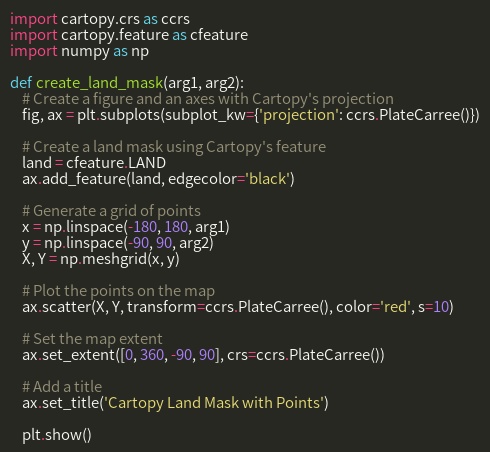 import cartopy.crs as ccrs
import cartopy.feature as cfeature
import numpy as np
def create_land_mask(arg1, arg2):
# Create a figure and an axes with Cartopy's projection
fig, ax = plt.subplots(subplot_kw={'projection': ccrs.PlateCarree()})
# Create a land mask using Cartopy's feature
land = cfeature.LAND
ax.add_feature(land, edgecolor='black')
# Generate a grid of points
x = np.linspace(-180, 180, arg1)
y = np.linspace(-90, 90, arg2)
X, Y = np.meshgrid(x, y)
# Plot the points on the map
ax.scatter(X, Y, transform=ccrs.PlateCarree(), color='red', s=10)
# Set the map extent
ax.set_extent([0, 360, -90, 90], crs=ccrs.PlateCarree())
# Add a title
ax.set_title('Cartopy Land Mask with Points')
plt.show()